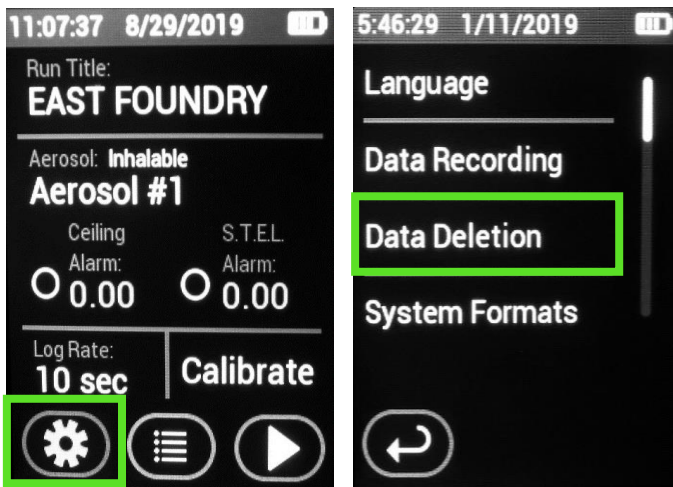 11:07:37 8/29/2019
Run Title:
EAST FOUNDRY
Aerosol: Inhalable
Aerosol #1
Ceiling
Alarm:
0.00
S.T.E.L.
Alarm:
0.00
Log Rate:
10 sec
Calibrate
5:46:29 1/11/2019
Language
Data Recording
Data Deletion
System Formats